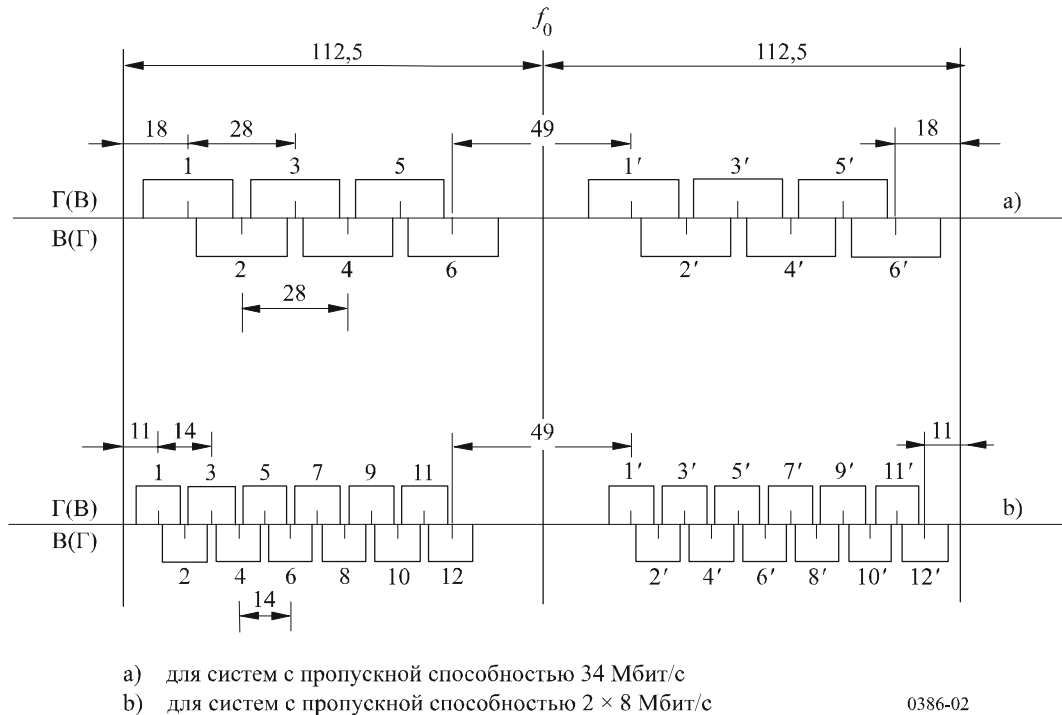 f0
112,5 112,5
18 28 49 18
1 3 5 1′ 3′ 5′
Г(В) a)
В(Г)
2 4 6 2′ 4′ 6′
28
11 14 49 11
1 3 5 7 9 11 1′ 3′ 5′ 7′ 9′ 11′
Г(В) b)
В(Г)
2 4 6 8 10 12 2′ 4′ 6′ 8′ 10′ 12′
14
a) для систем с пропускной способностью 34 Мбит/с
b) для систем с пропускной способностью 2 × 8 Мбит/с 0386-02